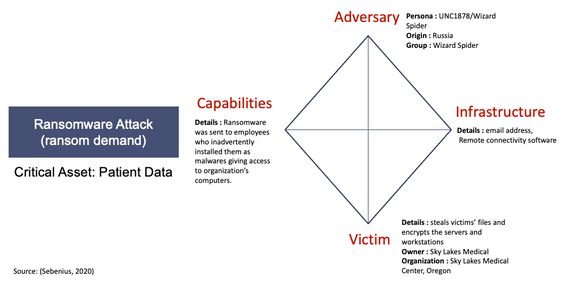 Adversary
Persona : UNC1878/Wizard
Spider
Origin : Russia
Group : Wizard Spider
Capabilities
Details : Ransomware
was sent to employees
who inadvertently
installed them as
malwares giving access
to organization's
computers.
Infrastructure
Details : email address,
Remote connectivity software
Ransomware Attack
(ransom demand)
Critical Asset: Patient Data
Victim
Details : steals victims' files and
encrypts the servers and
workstations
Owner : Sky Lakes Medical
Organization : Sky Lakes Medical
Center, Oregon
Source: (Sebenius, 2020)